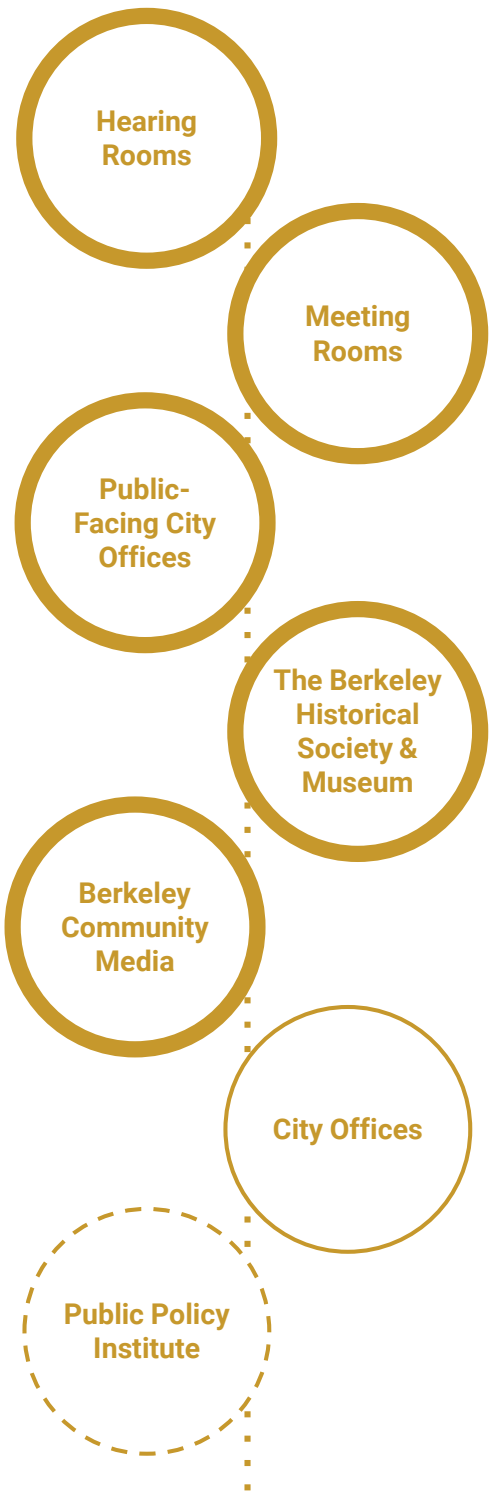 Hearing
Rooms
Meeting
Rooms
Public-
Facing City
Offices
The Berkeley
Historical
Society &
Museum
Berkeley
Community
Media
City Offices
Public Policy
Institute